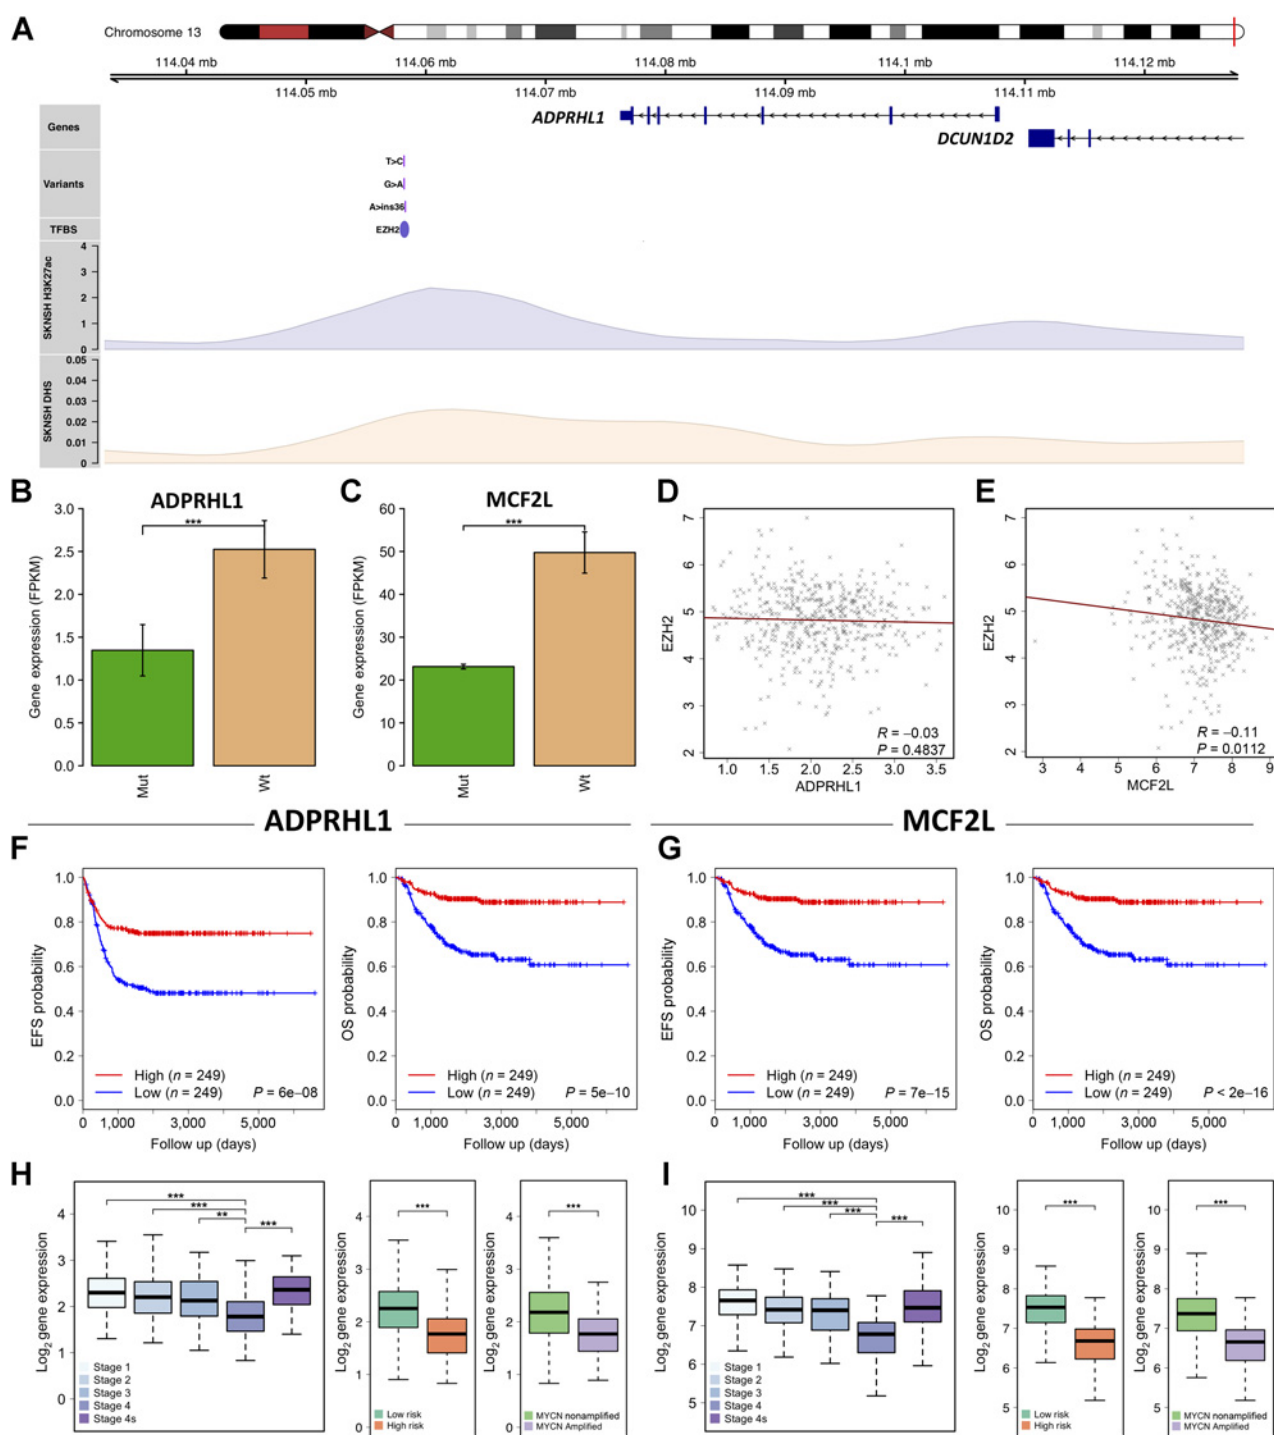 A
Chromosome 13
114.04 mb 114.06 mb 114.08 mb 114.1 mb 114.12 mb
114.05 mb 114.07 mb 114.09 mb 114.11 mb
Genes
ADPRHL1
DCUN1D2
Variants
T>C
G>A
A>ins36
TFBS
EZH2
SKNSH H3K27ac
4
3
2
1
0
SKNSH DHS
0.05
0.04
0.03
0.02
0.01
0
B
ADPRHL1
***
Gene expression (FPKM)
3.0
2.5
2.0
1.5
1.0
0.5
0.0
Mut
Wt
C
MCF2L
***
Gene expression (FPKM)
60
50
40
30
20
10
0
Mut
Wt
D
EZH2
7
6
5
4
3
2
R = −0.03
P = 0.4837
1.0 1.5 2.0 2.5 3.0 3.5
ADPRHL1
E
EZH2
7
6
5
4
3
2
R = −0.11
P = 0.0112
3 4 5 6 7 8 9
MCF2L
ADPRHL1
MCF2L
F
EFS probability
1.0
0.8
0.6
0.4
0.2
0.0
High (n = 249)
Low (n = 249)
P = 6e−08
0 1,000 3,000 5,000
Follow up (days)
OS probability
1.0
0.8
0.6
0.4
0.2
0.0
High (n = 249)
Low (n = 249)
P = 5e−10
0 1,000 3,000 5,000
Follow up (days)
G
EFS probability
1.0
0.8
0.6
0.4
0.2
0.0
High (n = 249)
Low (n = 249)
P = 7e−15
0 1,000 3,000 5,000
Follow up (days)
OS probability
1.0
0.8
0.6
0.4
0.2
0.0
High (n = 249)
Low (n = 249)
P < 2e−16
0 1,000 3,000 5,000
Follow up (days)
H
Log2 gene expression
4
3
2
1
0
***
***
**
***
Stage 1
Stage 2
Stage 3
Stage 4
Stage 4s
Log2 gene expression
4
3
2
1
0
***
Low risk
High risk
Log2 gene expression
4
3
2
1
0
***
MYCN nonamplified
MYCN Amplified
I
Log2 gene expression
10
9
8
7
6
5
***
***
***
***
Stage 1
Stage 2
Stage 3
Stage 4
Stage 4s
Log2 gene expression
10
9
8
7
6
5
***
Low risk
High risk
Log2 gene expression
10
9
8
7
6
5
***
MYCN nonamplified
MYCN Amplified